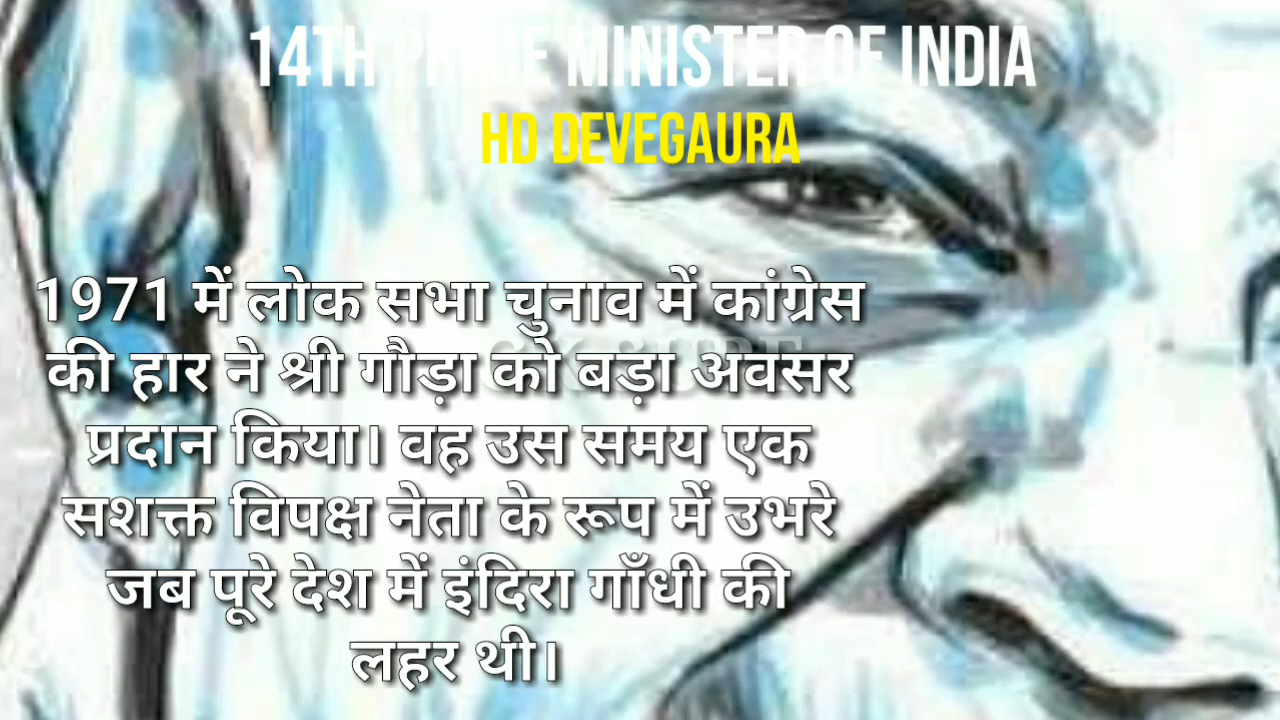 14TH PRIME MINISTER OF INDIA
HD DEVEGAURA
1971 में लोक सभा चुनाव में कांग्रेस
की हार ने श्री गौड़ा को बड़ा अवसर
प्रदान किया। वह उस समय एक
सशक्त विपक्ष नेता के रूप में उभरे
जब पूरे देश में इंदिरा गाँधी की
लहर थी।